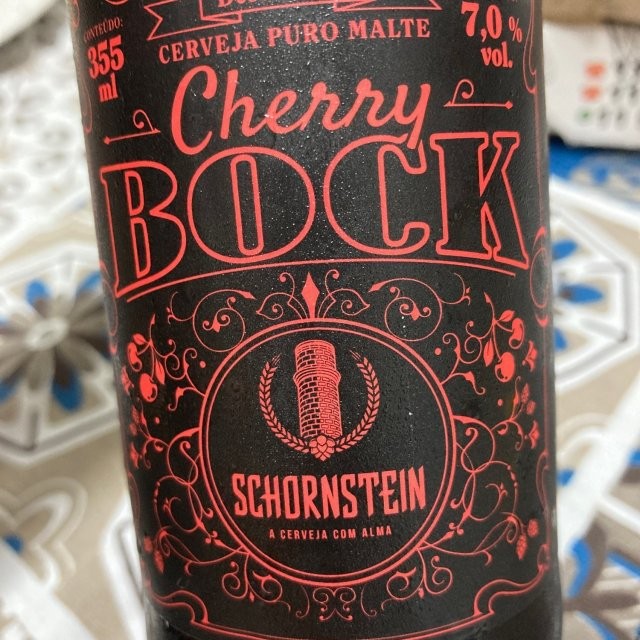 CONTEÚDO:
355
ml
7,0 %
vol.
CERVEJA PURO MALTE
Cherry
BOCK
SCHORNSTEIN
A CERVEJA COM ALMA